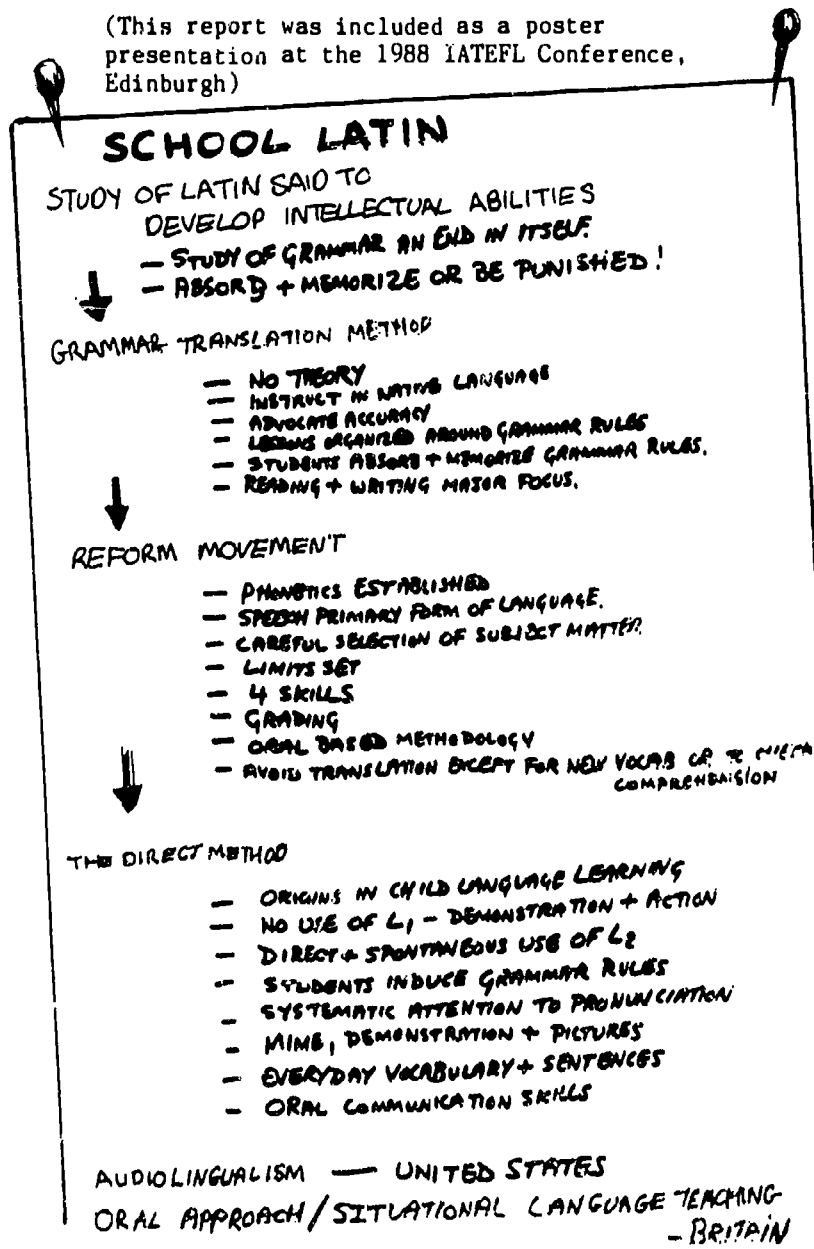 (This report was included as a poster
presentation at the 1988 IATEFL Conference,
Edinburgh)
SCHOOL LATIN
STUDY OF LATIN SAID TO
DEVELOP INTELLECTUAL ABILITIES
— STUDY OF GRAMMAR AN END IN ITSELF.
— ABSORB + MEMORIZE OR BE PUNISHED!
GRAMMAR TRANSLATION METHOD
— NO THEORY
— INSTRUCT IN NATIVE LANGUAGE
— ADVOCATE ACCURACY
— LESSONS ORGANIZED AROUND GRAMMAR RULES
— STUDENTS ABSORB + MEMORIZE GRAMMAR RULES.
— READING + WRITING MAJOR FOCUS.
REFORM MOVEMENT
— PHONETICS ESTABLISHED
— SPEECH PRIMARY FORM OF LANGUAGE.
— CAREFUL SELECTION OF SUBJECT MATTER
— LIMITS SET
— 4 SKILLS
— GRADING
— ORAL BASED METHODOLOGY
— AVOID TRANSLATION EXCEPT FOR NEW VOCAB OR
COMPREHENSION
THE DIRECT METHOD
— ORIGINS IN CHILD LANGUAGE LEARNING
— NO USE OF L1 – DEMONSTRATION + ACTION
— DIRECT + SPONTANEOUS USE OF L2
— STUDENTS INDUCE GRAMMAR RULES
— SYSTEMATIC ATTENTION TO PRONUNCIATION
— MIME, DEMONSTRATION + PICTURES
— EVERYDAY VOCABULARY + SENTENCES
— ORAL COMMUNICATION SKILLS
AUDIOLINGUALISM — UNITED STATES
ORAL APPROACH / SITUATIONAL LANGUAGE TEACHING
– BRITAIN